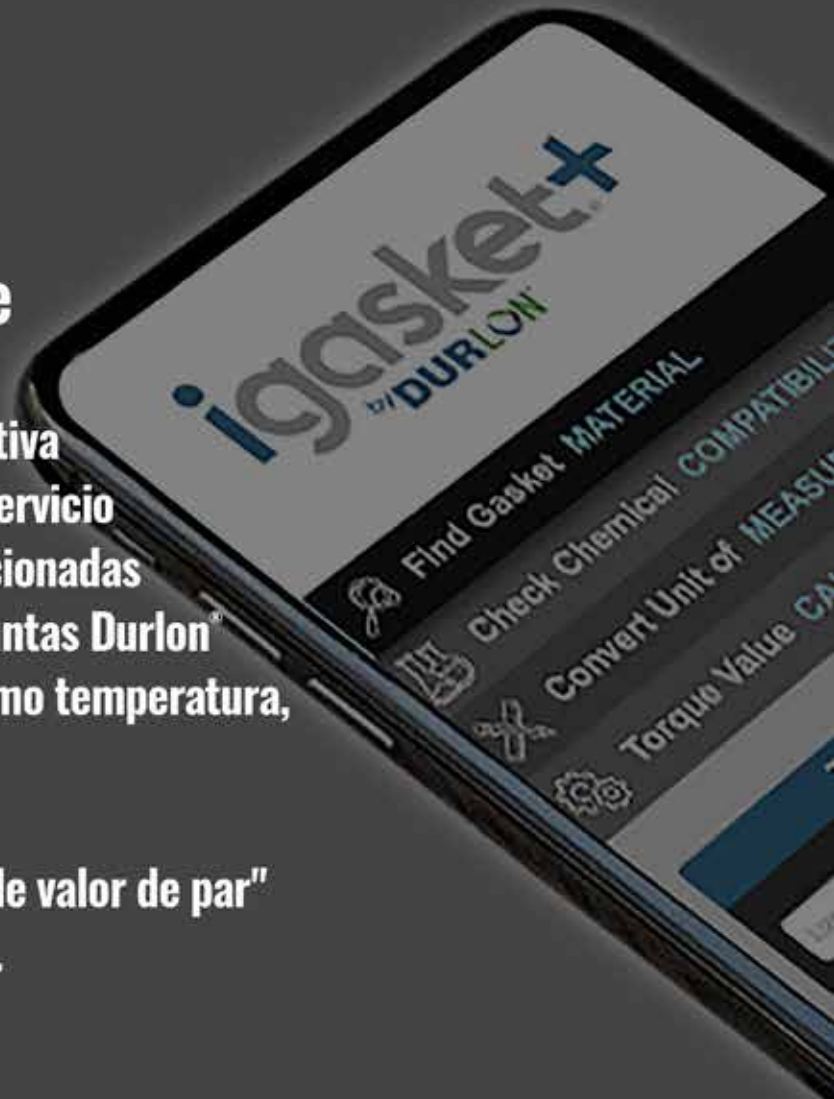 e
tiva
ervicio
cionadas
ntas Durlon®
mo temperatura,
le valor de par"
.
igasket+
by DURLON
Find Gasket MATERIAL
Check Chemical COMPATIBILI
Convert Unit of MEASU
Torque Value CA